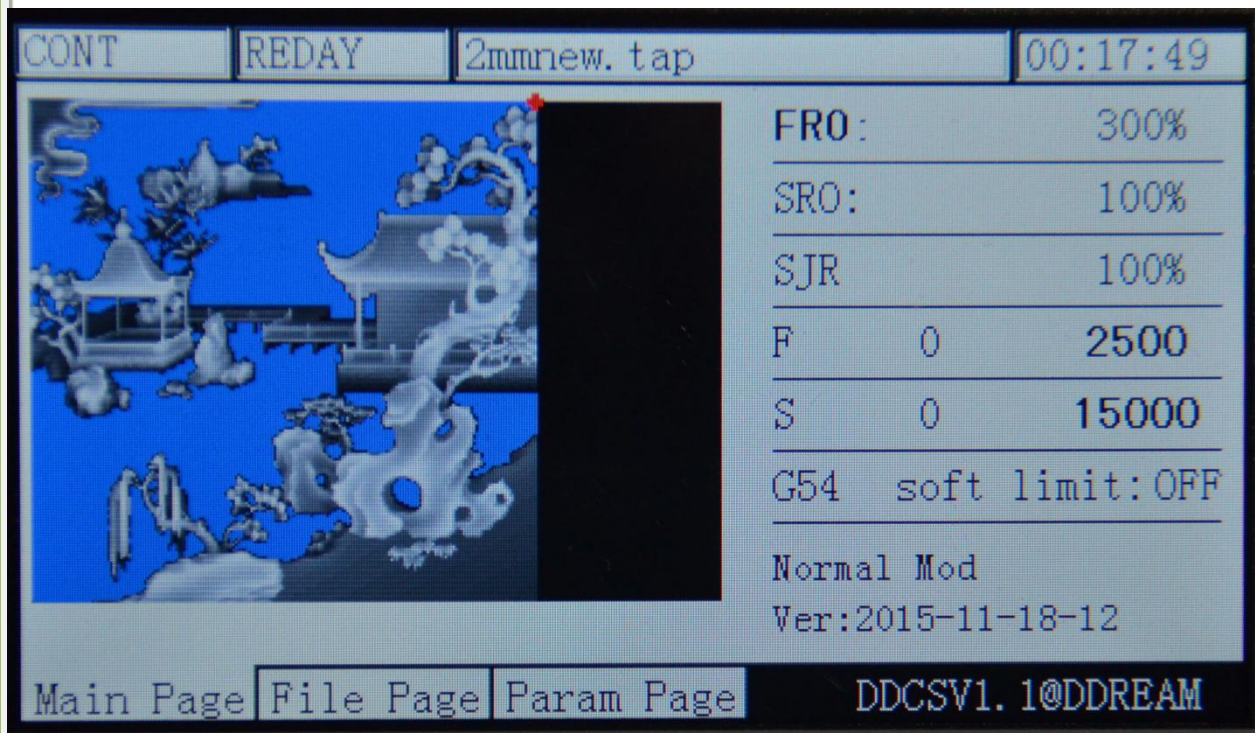 CONT REDAY 2mmnew.tap 00:17:49
FRO: 300%
SRO: 100%
SJR 100%
F 0 2500
S 0 15000
G54 soft limit:OFF
Normal Mod
Ver:2015-11-18-12
Main Page File Page Param Page DDCSV1.1@DDREAM